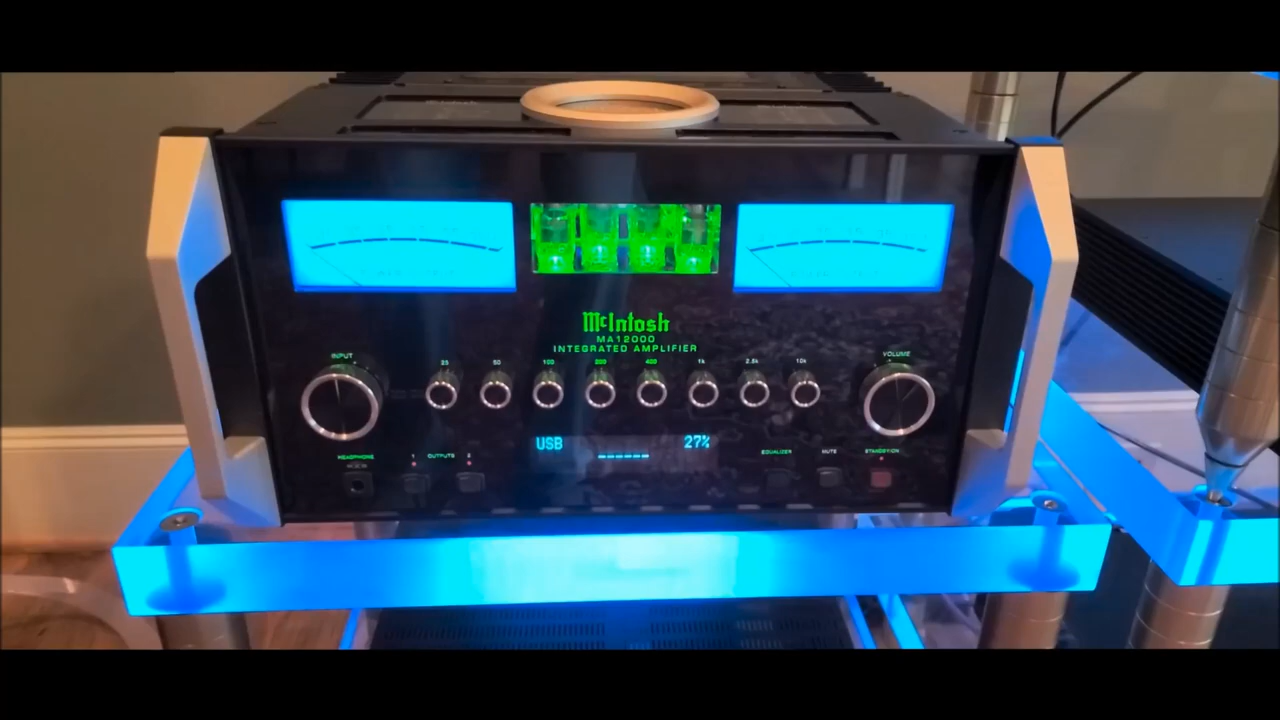 McIntosh
McIntosh
MA12000
INTEGRATED AMPLIFIER
INPUT
25 50 100 200 400 1k 2.5k 10k
VOLUME
USB 27%
HEADPHONE
1 OUTPUTS 2
EQUALIZER
MUTE
STANDBY/ON